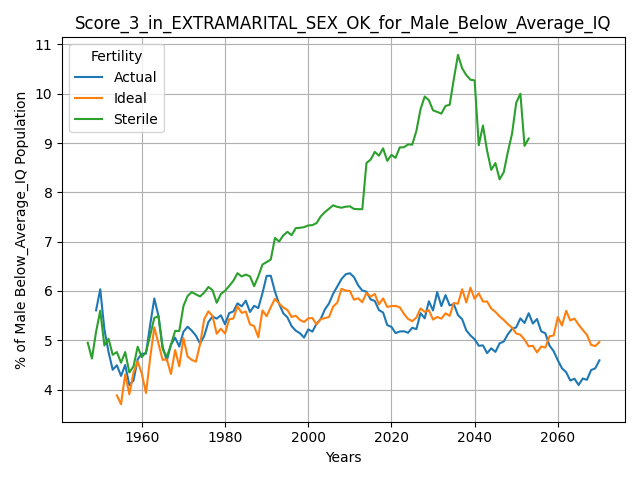 Score_3_in_EXTRAMARITAL_SEX_OK_for_Male_Below_Average_IQ
% of Male Below_Average_IQ Population
11
10
9
8
7
6
5
4
Fertility
Actual
Ideal
Sterile
1960 1980 2000 2020 2040 2060
Years